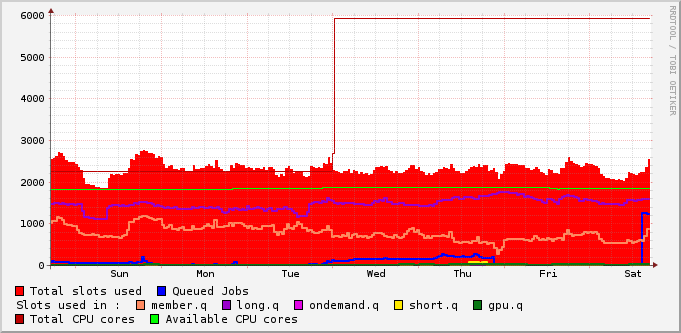 RRDTOOL / TOBI OETIKER
6000
5000
4000
3000
2000
1000
0
Sun Mon Tue Wed Thu Fri Sat
Total slots used Queued Jobs
Slots used in : member.q long.q ondemand.q short.q gpu.q
Total CPU cores Available CPU cores